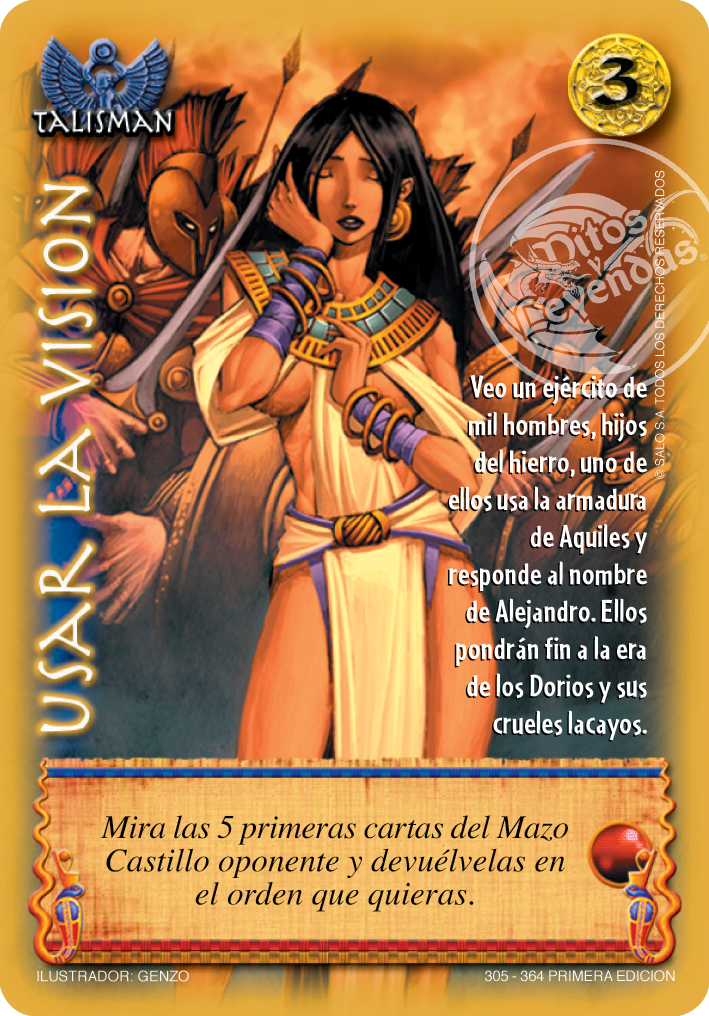 TALISMAN
3
USAR LA VISION
Mitos
y
Leyendas®
© SALO S.A. TODOS LOS DERECHOS RESERVADOS
Veo un ejército de
mil hombres, hijos
del hierro, uno de
ellos usa la armadura
de Aquiles y
responde al nombre
de Alejandro. Ellos
pondrán fin a la era
de los Dorios y sus
crueles lacayos.
Mira las 5 primeras cartas del Mazo
Castillo oponente y devuélvelas en
el orden que quieras.
ILUSTRADOR: GENZO
305 - 364 PRIMERA EDICION